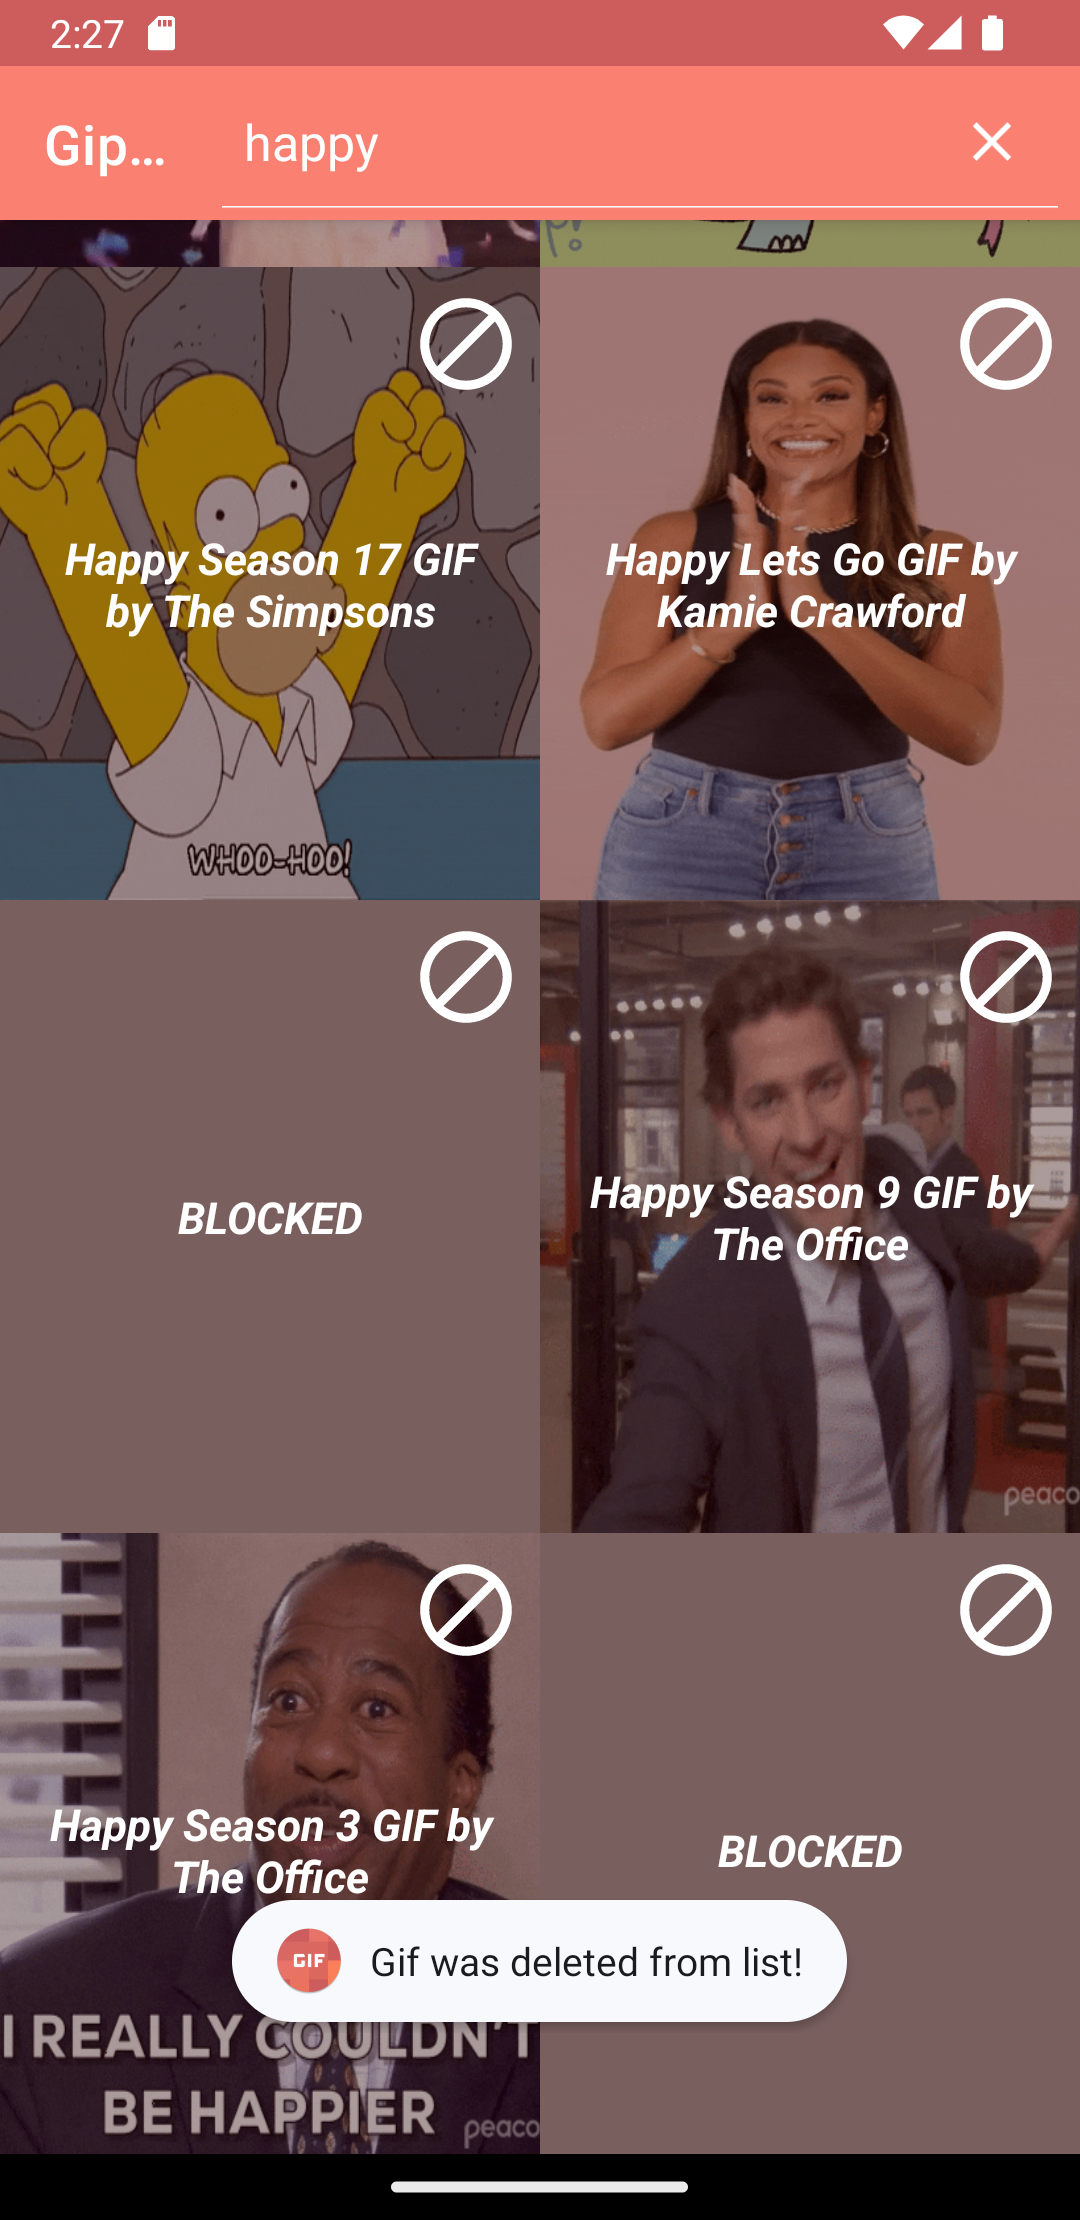 2:27
Gip...
happy
p!
Happy Season 17 GIF
by The Simpsons
WHOO-HOO!
Happy Lets Go GIF by
Kamie Crawford
BLOCKED
Happy Season 9 GIF by
The Office
peaco
Happy Season 3 GIF by
The Office
BLOCKED
GIF
Gif was deleted from list!
I REALLY COULDN'T
BE HAPPIER
peaco